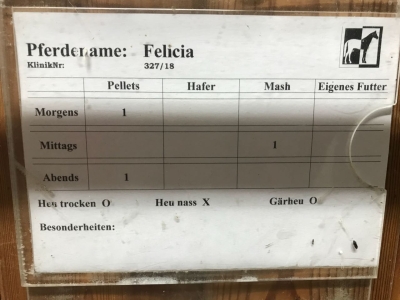 Pferdename: Felicia
KlinikNr: 327/18
Pellets Hafer Mash Eigenes Futter
Morgens 1
Mittags 1
Abends 1
Heu trocken O Heu nass X Gärheu O
Besonderheiten: